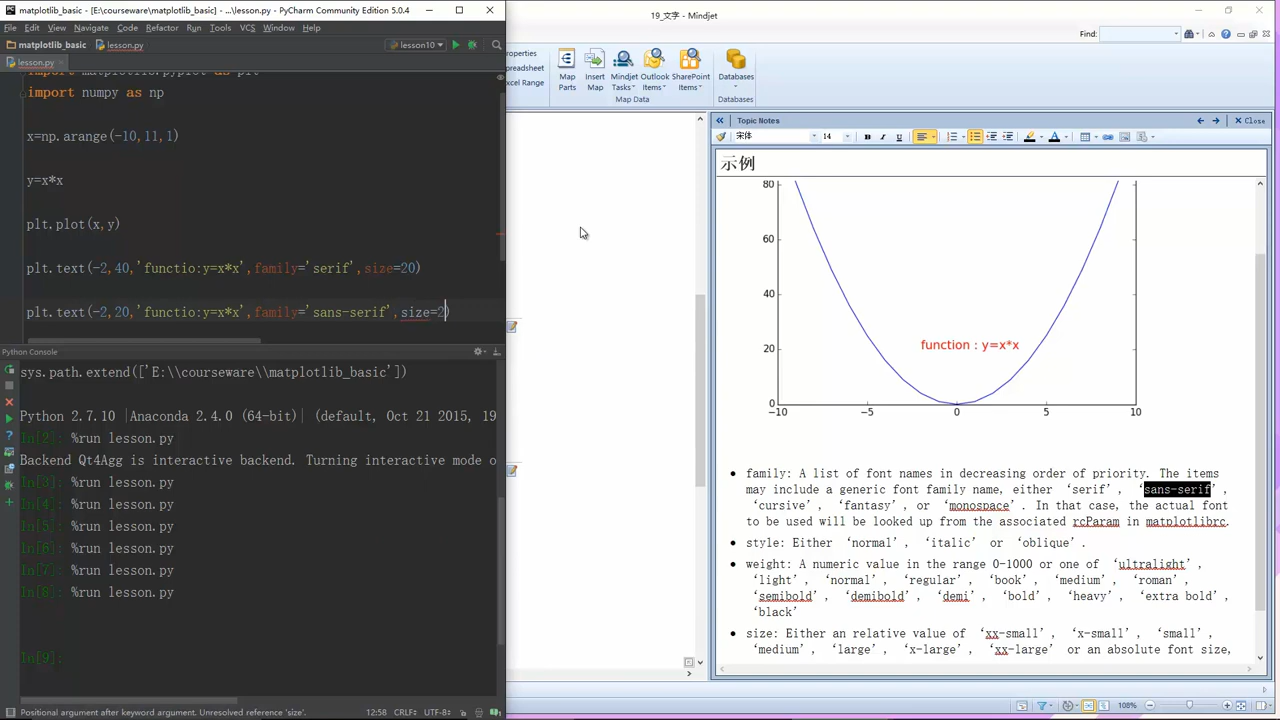 matplotlib_basic - [E:\courseware\matplotlib_basic] - ...\lesson.py - PyCharm Community Edition 5.0.4
File Edit View Navigate Code Refactor Run Tools VCS Window Help
matplotlib_basic lesson.py
lesson10
lesson.py
import matplotlib.pyplot as plt
import numpy as np
x=np.arange(-10,11,1)
y=x*x
plt.plot(x,y)
plt.text(-2,40,'functio:y=x*x',family='serif',size=20)
plt.text(-2,20,'functio:y=x*x',family='sans-serif',size=2)
Python Console
sys.path.extend(['E:\\courseware\\matplotlib_basic'])
Python 2.7.10 |Anaconda 2.4.0 (64-bit)| (default, Oct 21 2015, 19
In[2]: %run lesson.py
Backend Qt4Agg is interactive backend. Turning interactive mode o
In[3]: %run lesson.py
In[4]: %run lesson.py
In[5]: %run lesson.py
In[6]: %run lesson.py
In[7]: %run lesson.py
In[8]: %run lesson.py
In[9]:
Positional argument after keyword argument. Unresolved reference 'size'. 12:58 CRLF÷ UTF-8÷
19_文字 - Mindjet
Find:
roperties
preadsheet
xcel Range
Map Parts
Insert Map
Mindjet Tasks
Outlook Items
SharePoint Items
Databases
Map Data
Databases
Topic Notes
Close
宋体 14
示例
80
60
40
20
0
−10 −5 0 5 10
function : y=x*x
family: A list of font names in decreasing order of priority. The items
may include a generic font family name, either ‘serif’, ‘sans-serif’,
‘cursive’, ‘fantasy’, or ‘monospace’. In that case, the actual font
to be used will be looked up from the associated rcParam in matplotlibrc.
style: Either ‘normal’, ‘italic’ or ‘oblique’.
weight: A numeric value in the range 0-1000 or one of ‘ultralight’,
‘light’, ‘normal’, ‘regular’, ‘book’, ‘medium’, ‘roman’,
‘semibold’, ‘demibold’, ‘demi’, ‘bold’, ‘heavy’, ‘extra bold’,
‘black’
size: Either an relative value of ‘xx-small’, ‘x-small’, ‘small’,
‘medium’, ‘large’, ‘x-large’, ‘xx-large’ or an absolute font size,
108%